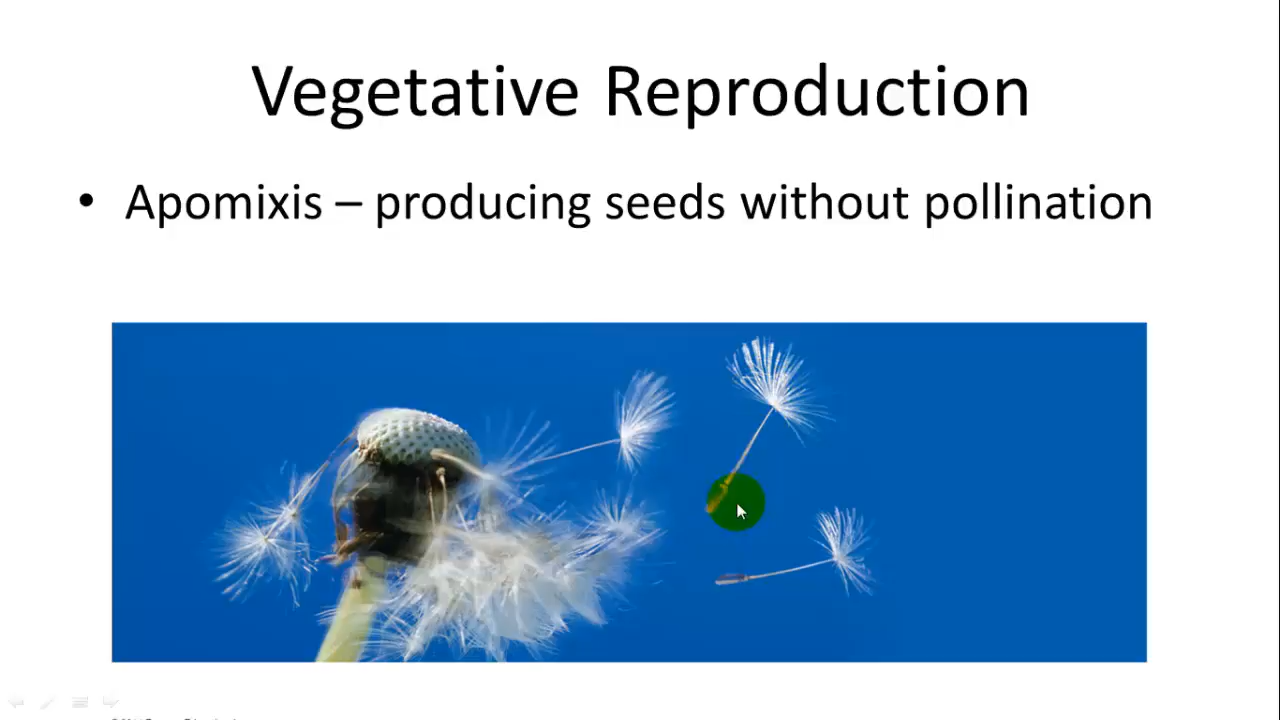 Vegetative Reproduction
• Apomixis – producing seeds without pollination